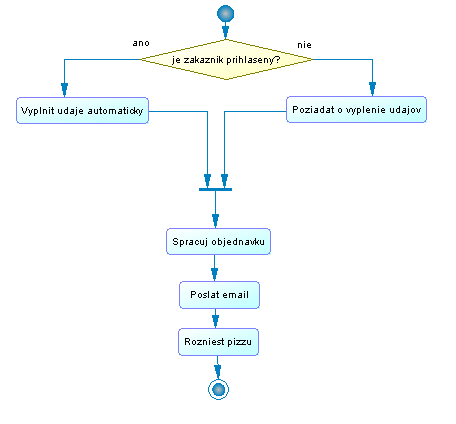 ano
nie
je zakaznik prihlaseny?
Vyplnit udaje automaticky
Poziadat o vyplenie udajov
Spracuj objednavku
Poslat email
Rozniest pizzu